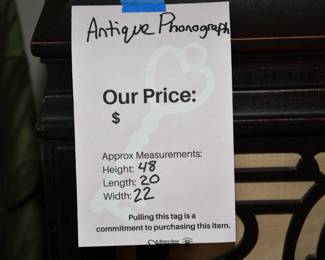 Antique Phonograph
Our Price:
$
Approx Measurements:
Height: 48
Length: 20
Width: 22
Pulling this tag is a
commitment to purchasing this item.